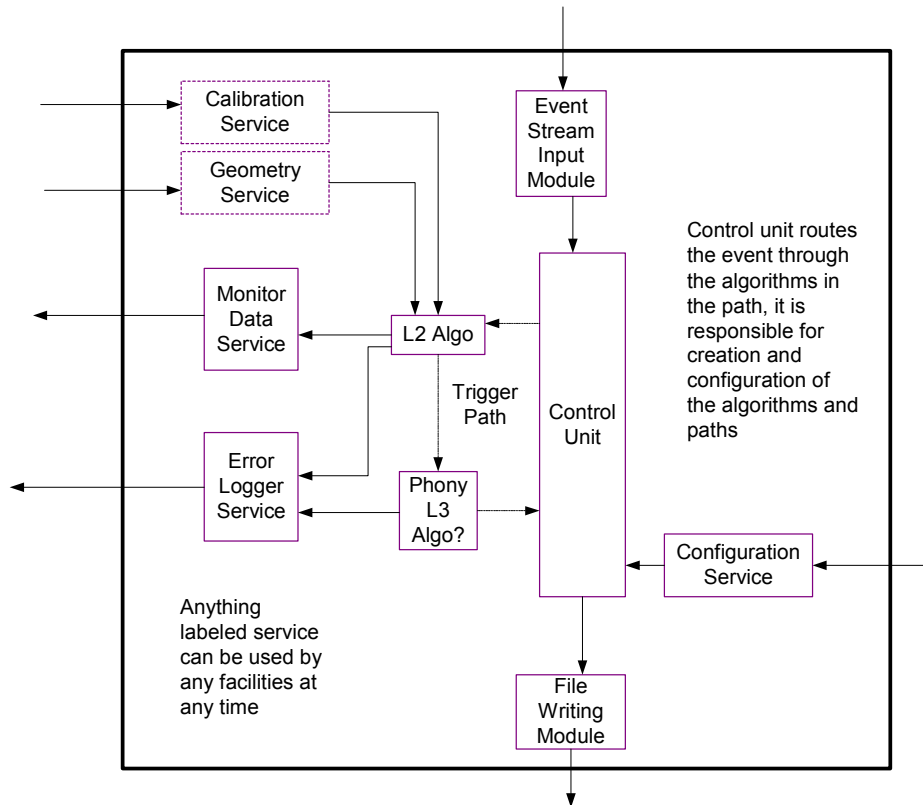 Calibration
Service
Geometry
Service
Event
Stream
Input
Module
Control unit routes
the event through
the algorithms in
the path, it is
responsible for
creation and
configuration of
the algorithms and
paths
Monitor
Data
Service
L2 Algo
Trigger
Path
Control
Unit
Error
Logger
Service
Phony
L3
Algo?
Configuration
Service
Anything
labeled service
can be used by
any facilities at
any time
File
Writing
Module